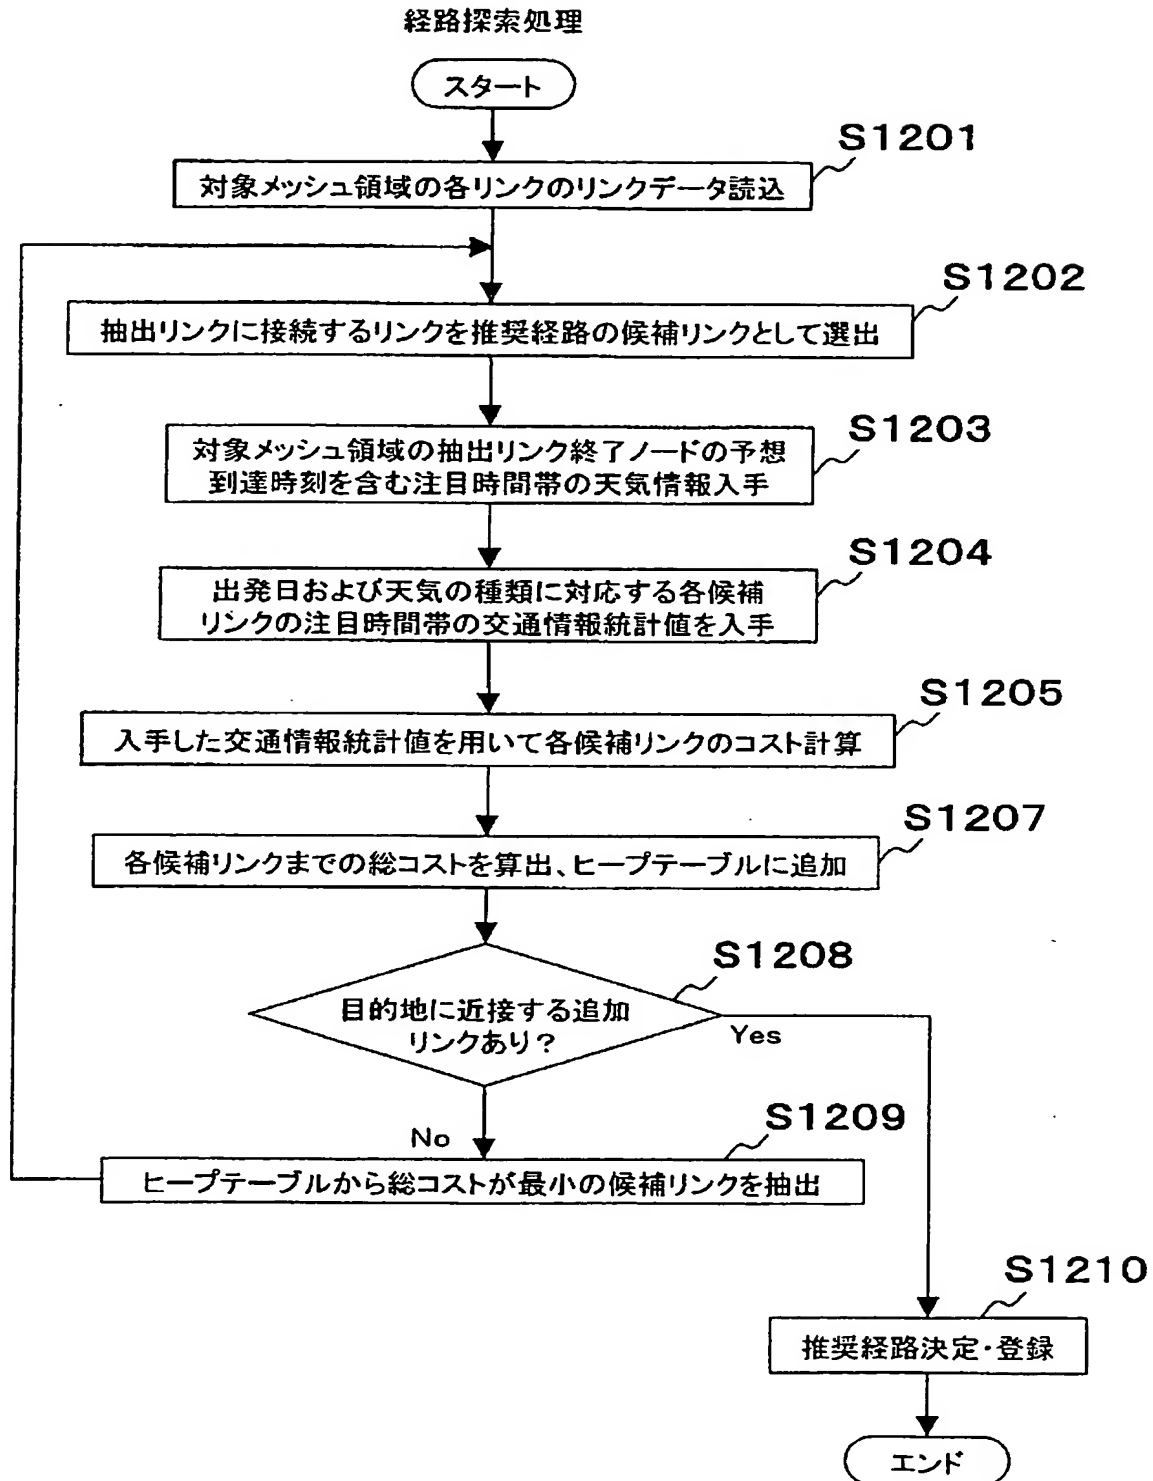 経路探索処理
スタート
S1201
対象メッシュ領域の各リンクのリンクデータ読込
S1202
抽出リンクに接続するリンクを推奨経路の候補リンクとして選出
S1203
対象メッシュ領域の抽出リンク終了ノードの予想
到達時刻を含む注目時間帯の天気情報入手
S1204
出発日および天気の種類に対応する各候補
リンクの注目時間帯の交通情報統計値を入手
S1205
入手した交通情報統計値を用いて各候補リンクのコスト計算
S1207
各候補リンクまでの総コストを算出、ヒープテーブルに追加
S1208
目的地に近接する追加
リンクあり?
Yes
No
S1209
ヒープテーブルから総コストが最小の候補リンクを抽出
S1210
推奨経路決定・登録
エンド